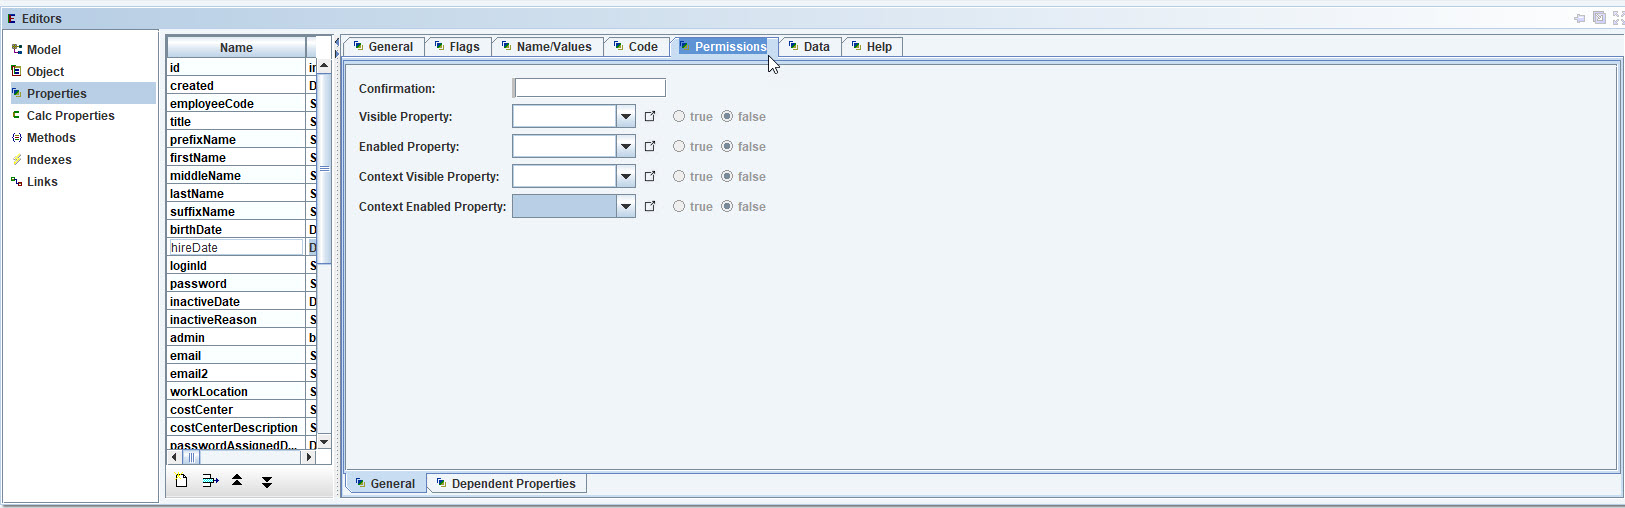 Editors
Model
Object
Properties
Calc Properties
Methods
Indexes
Links
Name
id in
created D
employeeCode S
title S
prefixName S
firstName S
middleName S
lastName S
suffixName S
birthDate D
hireDate D
loginId S
password S
inactiveDate D
inactiveReason S
admin b
email S
email2 S
workLocation S
costCenter S
costCenterDescription S
passwordAssignedD... D
General Flags Name/Values Code Permissions Data Help
Confirmation:
Visible Property: true false
Enabled Property: true false
Context Visible Property: true false
Context Enabled Property: true false
General Dependent Properties